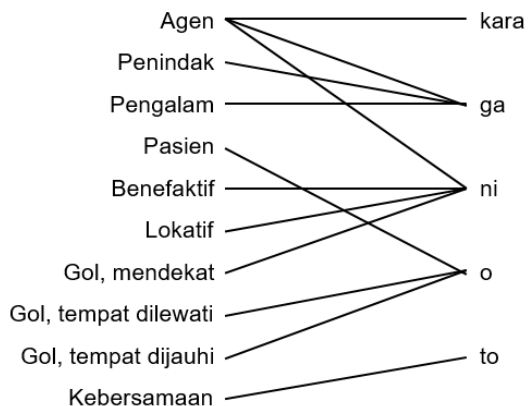 Agen kara
Penindak
Pengalam ga
Pasien
Benefaktif ni
Lokatif
Gol, mendekat o
Gol, tempat dilewati
Gol, tempat dijauhi to
Kebersamaan